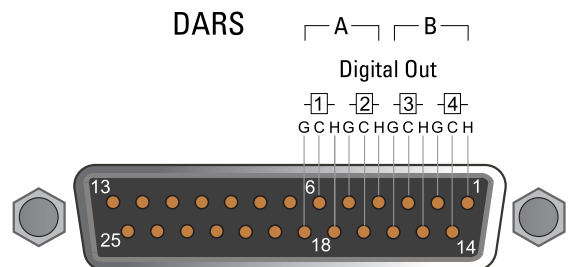 DARS A B
Digital Out
1 2 3 4
G C H G C H G C H G C H
13 6 1
25 18 14